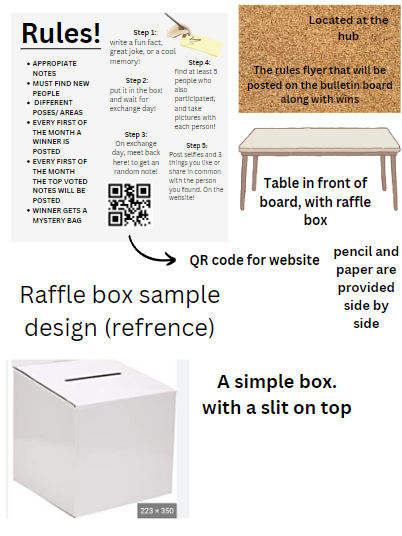 Rules!
APPROPIATE
NOTES
MUST FIND NEW
PEOPLE
DIFFERENT
POSES/ AREAS
EVERY FIRST OF
THE MONTH A
WINNER IS
POSTED
EVERY FIRST OF
THE MONTH
THE TOP VOTED
NOTES WILL BE
POSTED
WINNER GETS A
MYSTERY BAG
Step 1:
write a fun fact,
great joke, or a cool
memory!
Step 2:
put it in the box!
and wait for
exchange day!
Step 3:
On exchange
day, meet back
here! to get an
random note!
Step 4:
find at least 5
people who
also
participated,
and take
pictures with
each person!
Step 5:
Post selfies and 3
things you like or
share in common
with the person
you found. On the
website!
Located at the
hub
The rules flyer that will be
posted on the bulletin board
along with wins
Table in front of
board, with raffle
box
QR code for website
pencil and
paper are
provided
side by
side
Raffle box sample
design (refrence)
A simple box.
with a slit on top
223 × 350